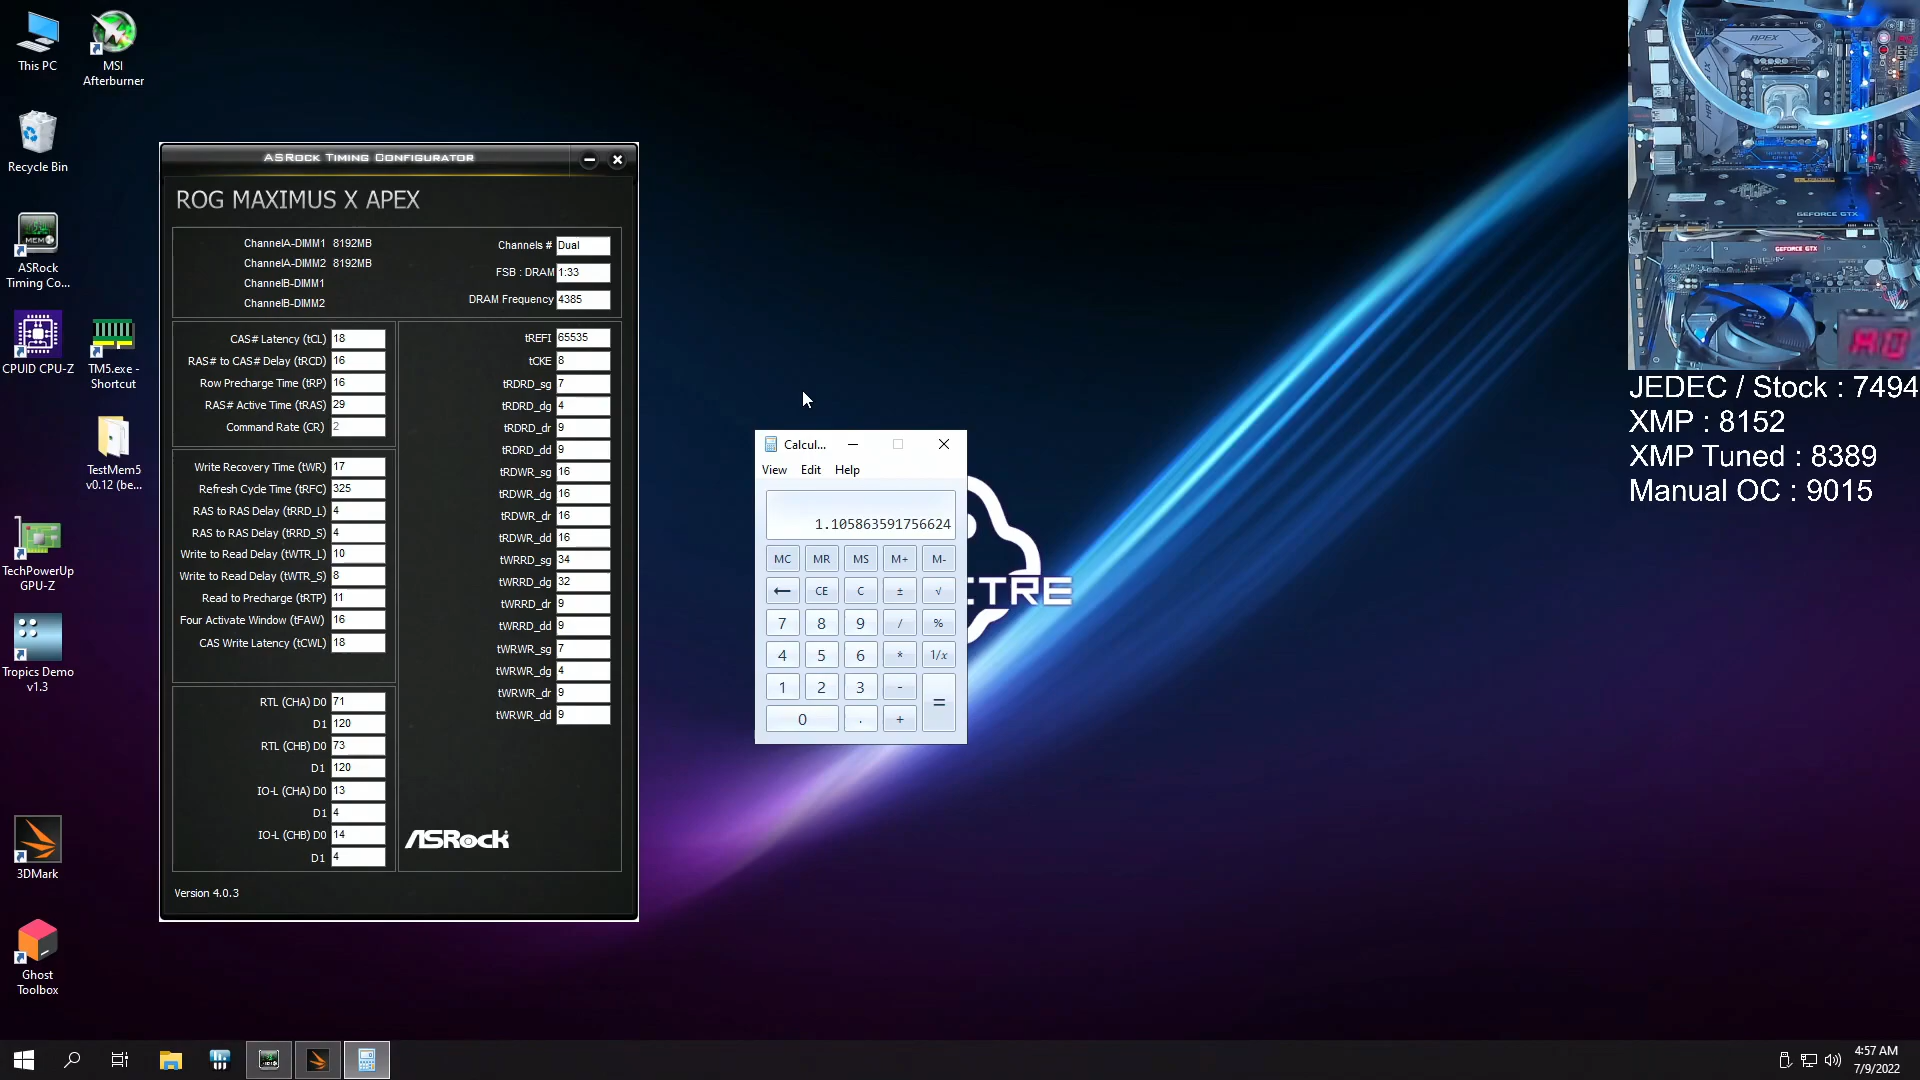 This PC
MSI
Afterburner
Recycle Bin
ASRock
Timing Co...
CPUID CPU-Z
TM5.exe -
Shortcut
TestMem5
v0.12 (be...
TechPowerUp
GPU-Z
Tropics Demo
v1.3
3DMark
Ghost
Toolbox
ASRock Timing Configurator
ROG MAXIMUS X APEX
ChannelA-DIMM1 8192MB
ChannelA-DIMM2 8192MB
ChannelB-DIMM1
ChannelB-DIMM2
Channels # Dual
FSB : DRAM 1:33
DRAM Frequency 4385
CAS# Latency (tCL) 18
RAS# to CAS# Delay (tRCD) 16
Row Precharge Time (tRP) 16
RAS# Active Time (tRAS) 29
Command Rate (CR) 2
Write Recovery Time (tWR) 17
Refresh Cycle Time (tRFC) 325
RAS to RAS Delay (tRRD_L) 4
RAS to RAS Delay (tRRD_S) 4
Write to Read Delay (tWTR_L) 10
Write to Read Delay (tWTR_S) 8
Read to Precharge (tRTP) 11
Four Activate Window (tFAW) 16
CAS Write Latency (tCWL) 18
RTL (CHA) D0 71
D1 120
RTL (CHB) D0 73
D1 120
IO-L (CHA) D0 13
D1 4
IO-L (CHB) D0 14
D1 4
tREFI 65535
tCKE 8
tRDRD_sg 7
tRDRD_dg 4
tRDRD_dr 9
tRDRD_dd 9
tRDWR_sg 16
tRDWR_dg 16
tRDWR_dr 16
tRDWR_dd 16
tWRRD_sg 34
tWRRD_dg 32
tWRRD_dr 9
tWRRD_dd 9
tWRWR_sg 7
tWRWR_dg 4
tWRWR_dr 9
tWRWR_dd 9
ASRock
Version 4.0.3
Calcul...
View Edit Help
1.105863591756624
MC MR MS M+ M-
← CE C ± √
7 8 9 / %
4 5 6 * 1/x
1 2 3 - =
0 . +
CTRE
APEX
GEFORCE GTX
GEFORCE GTX
A0
JEDEC / Stock : 7494
XMP : 8152
XMP Tuned : 8389
Manual OC : 9015
4:57 AM
7/9/2022